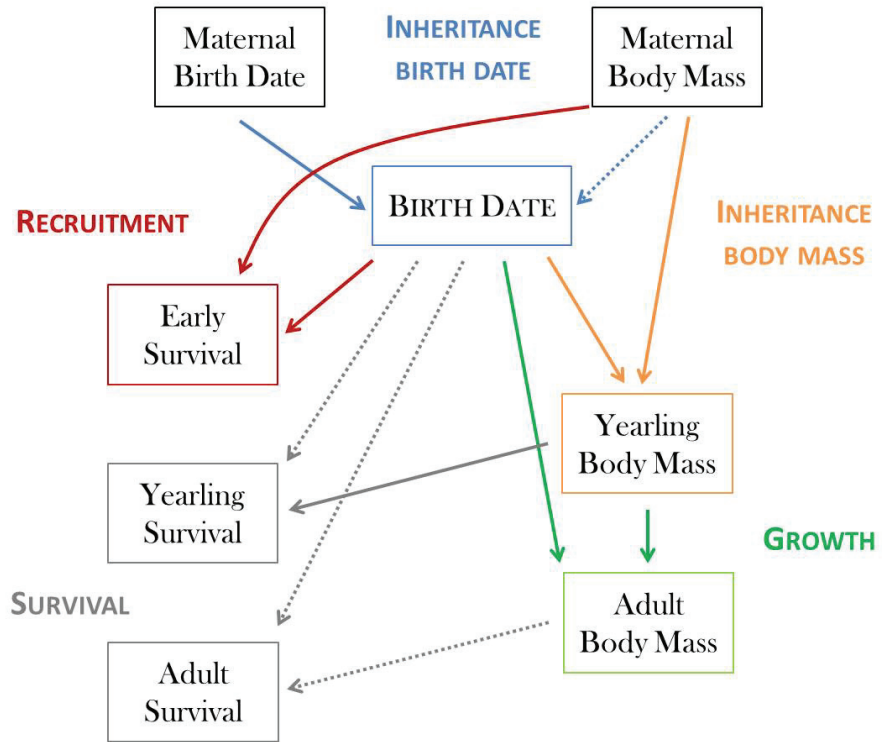 Maternal
Birth Date
INHERITANCE
BIRTH DATE
Maternal
Body Mass
BIRTH DATE
RECRUITMENT
INHERITANCE
BODY MASS
Early
Survival
Yearling
Body Mass
Yearling
Survival
GROWTH
SURVIVAL
Adult
Body Mass
Adult
Survival